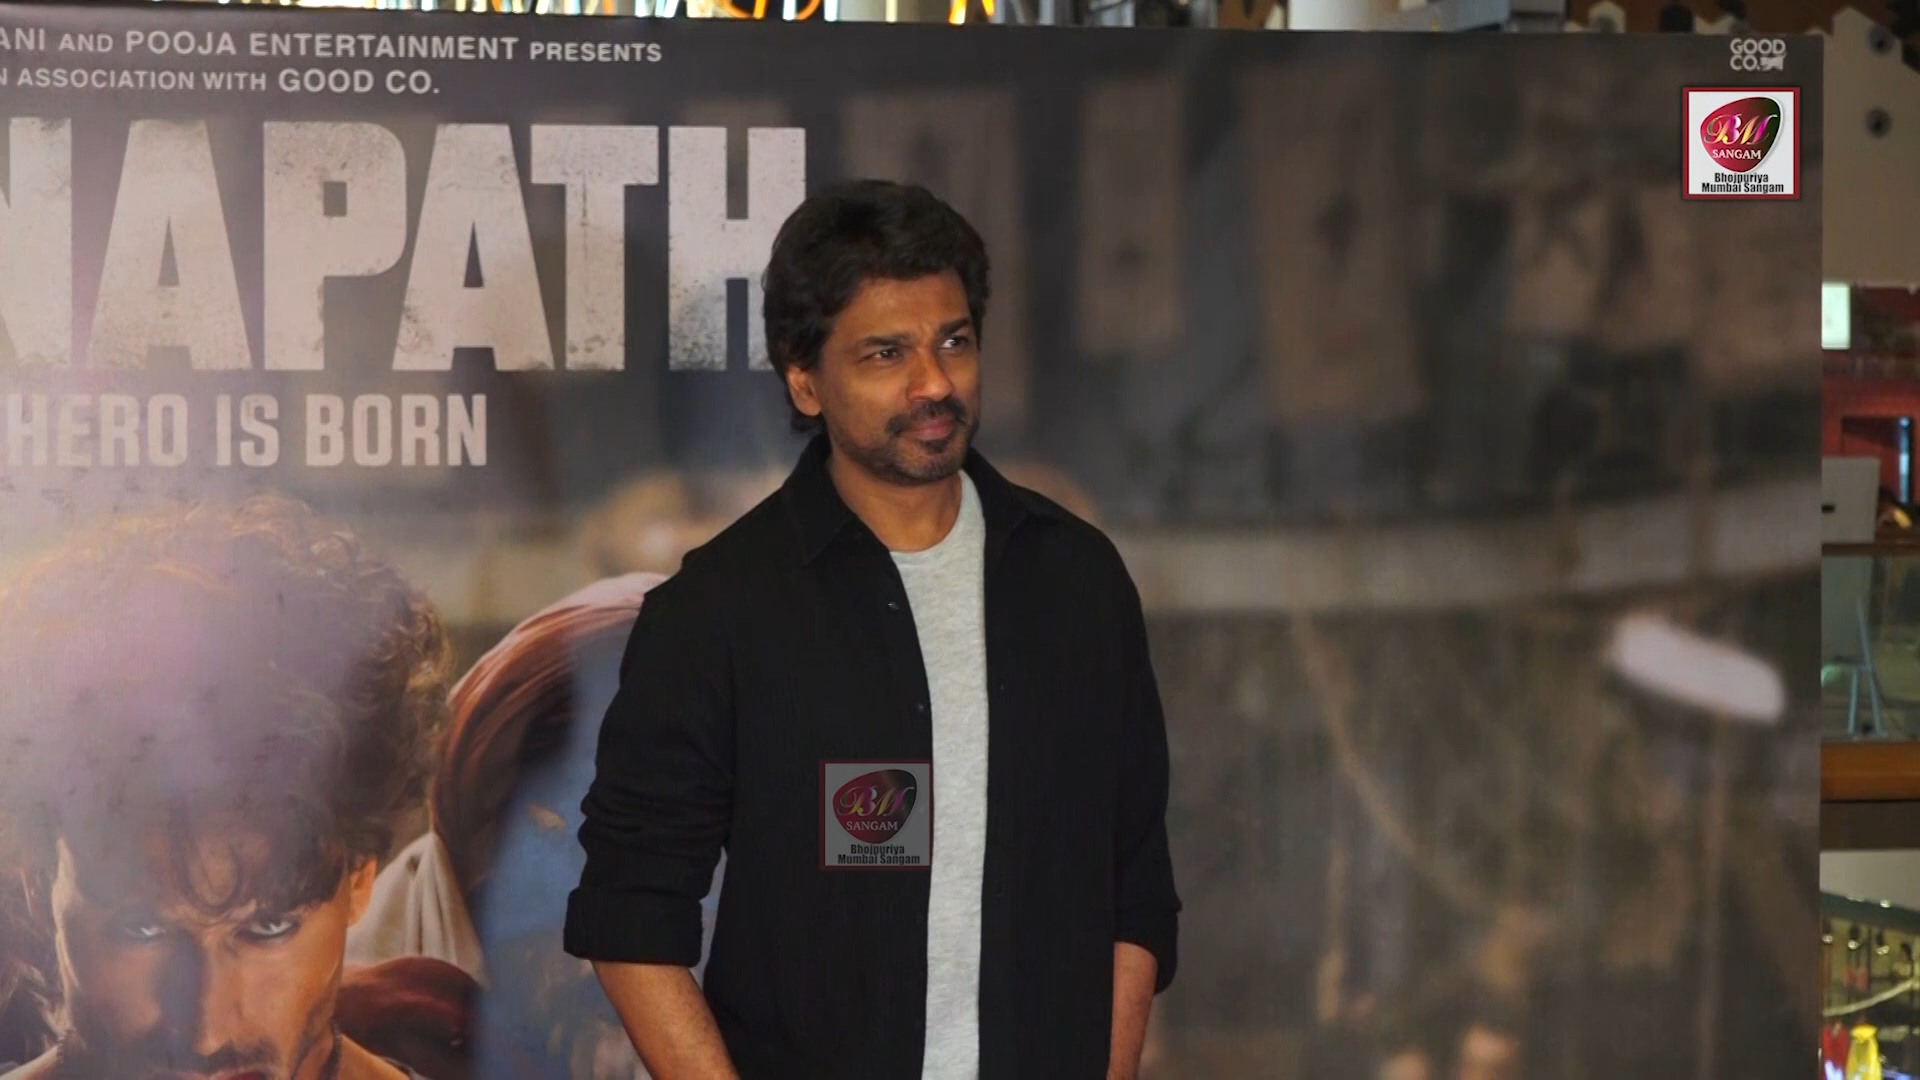 ANI AND POOJA ENTERTAINMENT PRESENTS
N ASSOCIATION WITH GOOD CO.
NAPATH
HERO IS BORN
GOOD
CO.
BM
SANGAM
Bhojpuriya
Mumbai Sangam
BM
SANGAM
Bhojpuriya
Mumbai Sangam